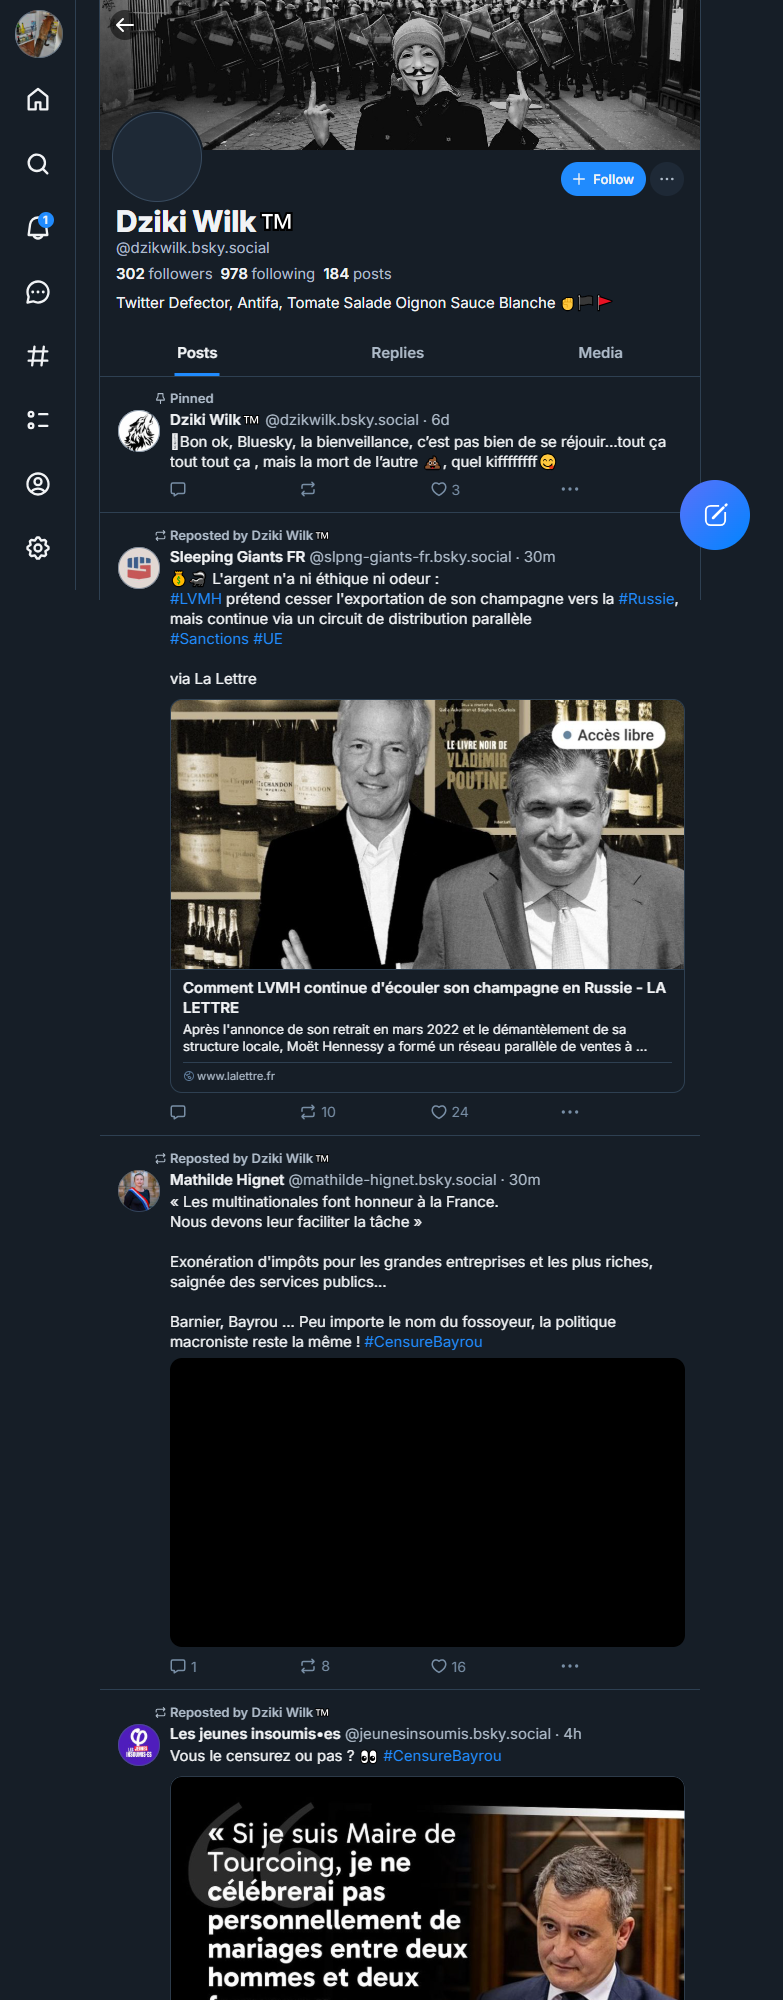 1
+ Follow
Dziki Wilk™
@dzikwilk.bsky.social
302 followers 978 following 184 posts
Twitter Defector, Antifa, Tomate Salade Oignon Sauce Blanche ✊🏴🚩
Posts Replies Media
Pinned
Dziki Wilk™ @dzikwilk.bsky.social · 6d
Bon ok, Bluesky, la bienveillance, c’est pas bien de se réjouir...tout ça
tout tout ça , mais la mort de l’autre 💩, quel kiffffffff😋
3
Reposted by Dziki Wilk™
Sleeping Giants FR @slpng-giants-fr.bsky.social · 30m
💰 L'argent n'a ni éthique ni odeur :
#LVMH prétend cesser l'exportation de son champagne vers la #Russie,
mais continue via un circuit de distribution parallèle
#Sanctions #UE
via La Lettre
Accès libre
LE LIVRE NOIR DE
VLADIMIR
POUTINE
CHANDON
Comment LVMH continue d'écouler son champagne en Russie - LA
LETTRE
Après l'annonce de son retrait en mars 2022 et le démantèlement de sa
structure locale, Moët Hennessy a formé un réseau parallèle de ventes à ...
www.lalettre.fr
10 24
Reposted by Dziki Wilk™
Mathilde Hignet @mathilde-hignet.bsky.social · 30m
« Les multinationales font honneur à la France.
Nous devons leur faciliter la tâche »
Exonération d'impôts pour les grandes entreprises et les plus riches,
saignée des services publics...
Barnier, Bayrou ... Peu importe le nom du fossoyeur, la politique
macroniste reste la même ! #CensureBayrou
1 8 16
Reposted by Dziki Wilk™
Les jeunes insoumis•es @jeunesinsoumis.bsky.social · 4h
Vous le censurez ou pas ? 👀 #CensureBayrou
« Si je suis Maire de
Tourcoing, je ne
célébrerai pas
personnellement de
mariages entre deux
hommes et deux